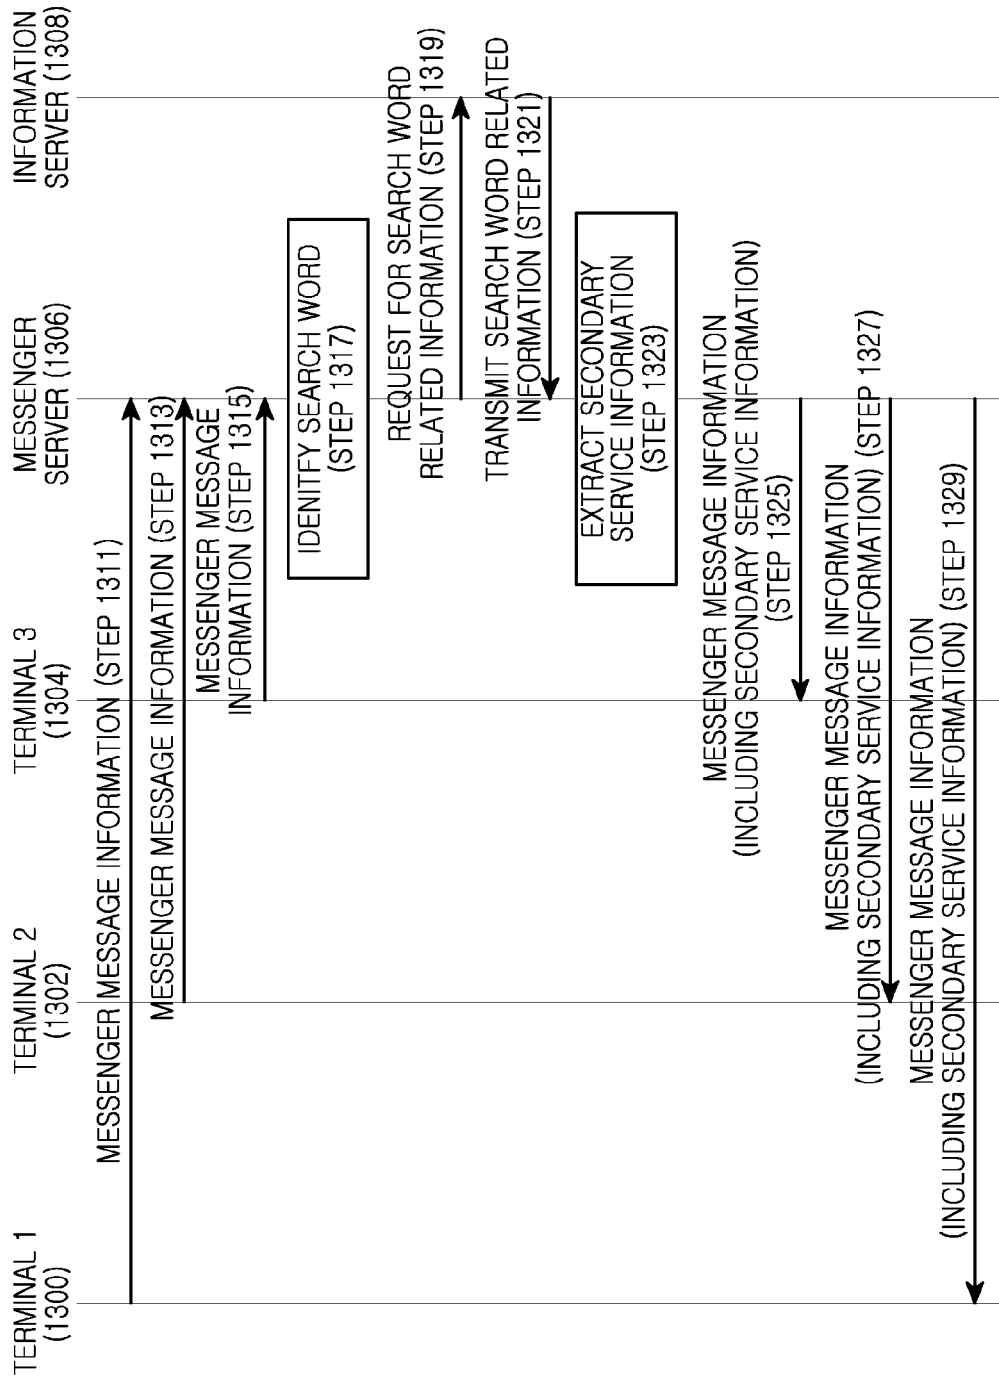 TERMINAL 1
(1300)
TERMINAL 2
(1302)
TERMINAL 3
(1304)
MESSENGER
SERVER (1306)
INFORMATION
SERVER (1308)
MESSENGER MESSAGE INFORMATION (STEP 1311)
MESSENGER MESSAGE INFORMATION (STEP 1313)
MESSENGER MESSAGE
INFORMATION (STEP 1315)
IDENTIFY SEARCH WORD
(STEP 1317)
REQUEST FOR SEARCH WORD
RELATED INFORMATION (STEP 1319)
TRANSMIT SEARCH WORD RELATED
INFORMATION (STEP 1321)
EXTRACT SECONDARY
SERVICE INFORMATION
(STEP 1323)
MESSENGER MESSAGE INFORMATION
(INCLUDING SECONDARY SERVICE INFORMATION)
(STEP 1325)
MESSENGER MESSAGE INFORMATION
(INCLUDING SECONDARY SERVICE INFORMATION) (STEP 1327)
MESSENGER MESSAGE INFORMATION
(INCLUDING SECONDARY SERVICE INFORMATION) (STEP 1329)